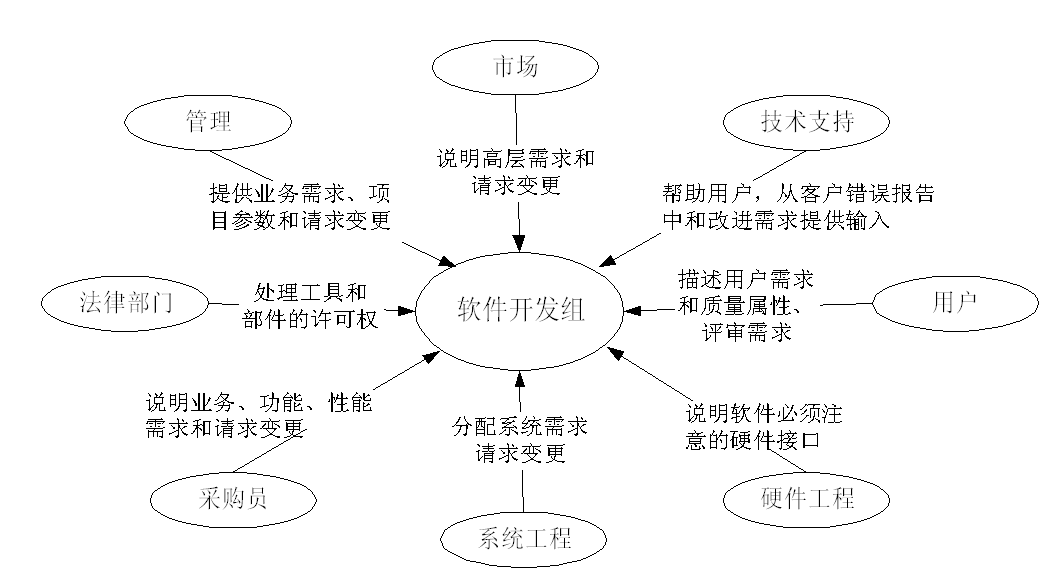 市场
管理
技术支持
说明高层需求和
请求变更
提供业务需求、项
目参数和请求变更
帮助用户，从客户错误报告
中和改进需求提供输入
法律部门
处理工具和
部件的许可权
软件开发组
描述用户需求
和质量属性、
评审需求
用户
说明业务、功能、性能
需求和请求变更
分配系统需求
请求变更
说明软件必须注
意的硬件接口
采购员
系统工程
硬件工程